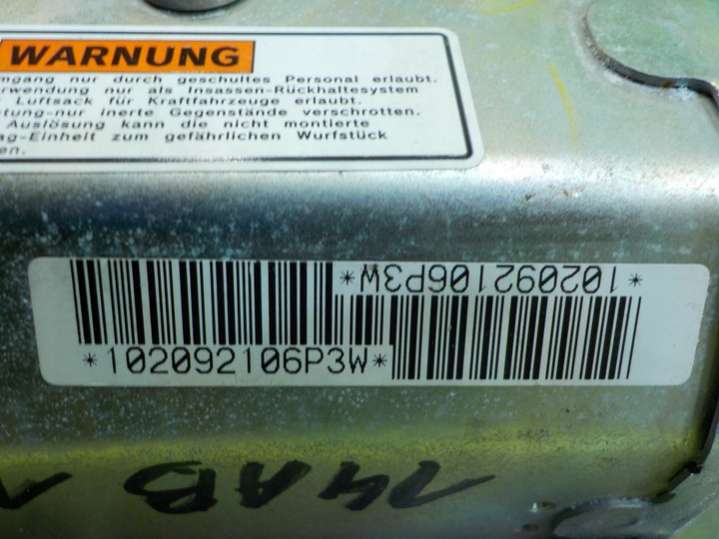 WARNUNG
mgang nur durch geschultes Personal erlaubt.
rwendung nur als Insassen-Rückhaltesystem
Luftsack für Kraftfahrzeuge erlaubt.
tung-nur inerte Gegenstände verschrotten.
Auslösung kann die nicht montierte
ag-Einheit zum gefährlichen Wurfstück
en.
*102092106P3W*
*102092106P3W*
14AB